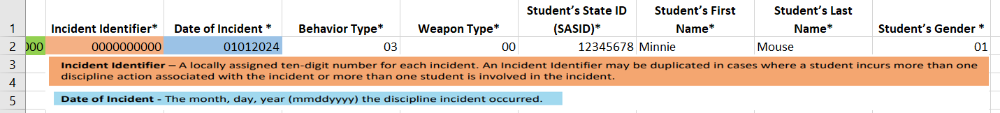 Student's State ID Student's First Student's Last
1 Incident Identifier* Date of Incident * Behavior Type* Weapon Type* (SASID)* Name* Name* Student's Gender *
2 000 0000000000 01012024 03 00 12345678 Minnie Mouse 01
3 Incident Identifier – A locally assigned ten-digit number for each incident. An Incident Identifier may be duplicated in cases where a student incurs more than one
4 discipline action associated with the incident or more than one student is involved in the incident.
5 Date of Incident - The month, day, year (mmddyyyy) the discipline incident occurred.